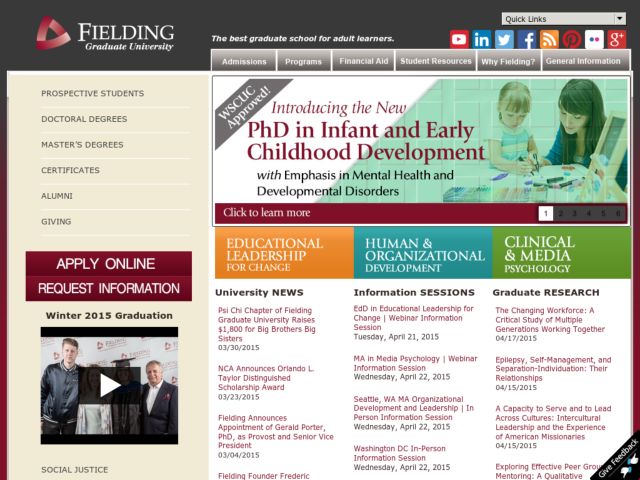 FIELDING
Graduate University
The best graduate school for adult learners.
Quick Links
Admissions
Programs
Financial Aid
Student Resources
Why Fielding?
General Information
PROSPECTIVE STUDENTS
DOCTORAL DEGREES
MASTER'S DEGREES
CERTIFICATES
ALUMNI
GIVING
APPLY ONLINE
REQUEST INFORMATION
Winter 2015 Graduation
SOCIAL JUSTICE
WSCUC
Approved!
Introducing the New
PhD in Infant and Early
Childhood Development
with Emphasis in Mental Health and
Developmental Disorders
Click to learn more
1 2 3 4 5 6
EDUCATIONAL
LEADERSHIP
FOR CHANGE
HUMAN &
ORGANIZATIONAL
DEVELOPMENT
CLINICAL
& MEDIA
PSYCHOLOGY
University NEWS
Psi Chi Chapter of Fielding
Graduate University Raises
$1,800 for Big Brothers Big
Sisters
03/30/2015
NCA Announces Orlando L.
Taylor Distinguished
Scholarship Award
03/23/2015
Fielding Announces
Appointment of Gerald Porter,
PhD, as Provost and Senior Vice
President
03/04/2015
Fielding Founder Frederic
Information SESSIONS
EdD in Educational Leadership for
Change | Webinar Information
Session
Tuesday, April 21, 2015
MA in Media Psychology | Webinar
Information Session
Wednesday, April 22, 2015
Seattle, WA MA Organizational
Development and Leadership | In
Person Information Session
Wednesday, April 22, 2015
Washington DC In-Person
Information Session
Wednesday, April 22, 2015
Graduate RESEARCH
The Changing Workforce: A
Critical Study of Multiple
Generations Working Together
04/17/2015
Epilepsy, Self-Management, and
Separation-Individuation: Their
Relationships
04/15/2015
A Capacity to Serve and to Lead
Across Cultures: Intercultural
Leadership and the Experience
of American Missionaries
04/15/2015
Exploring Effective Peer Group
Mentoring: A Qualitative
Give Feedback